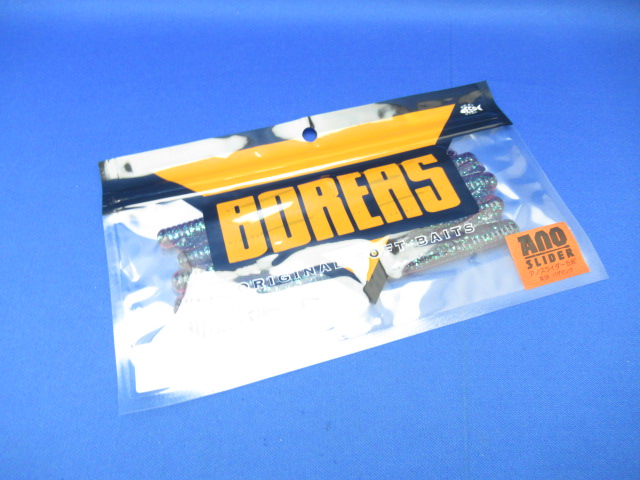 BOREAS
ORIGINAL SOFT BAITS
ANO
SLIDER